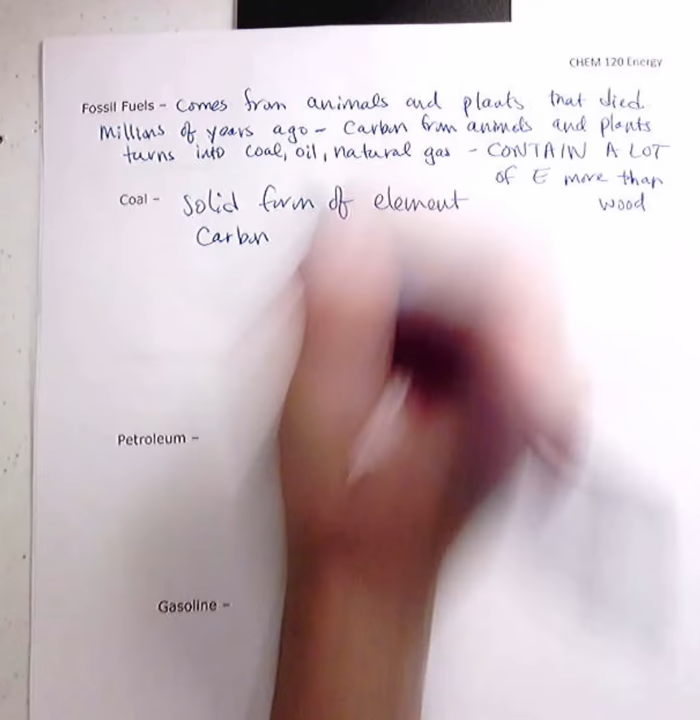 CHEM 120 Energy
Fossil Fuels – Comes from animals and plants that died
Millions of years ago – Carbon from animals and plants
turns into coal, oil, natural gas - CONTAIN A LOT
of E more than
wood
Coal – Solid form of element
Carbon
Petroleum –
Gasoline –